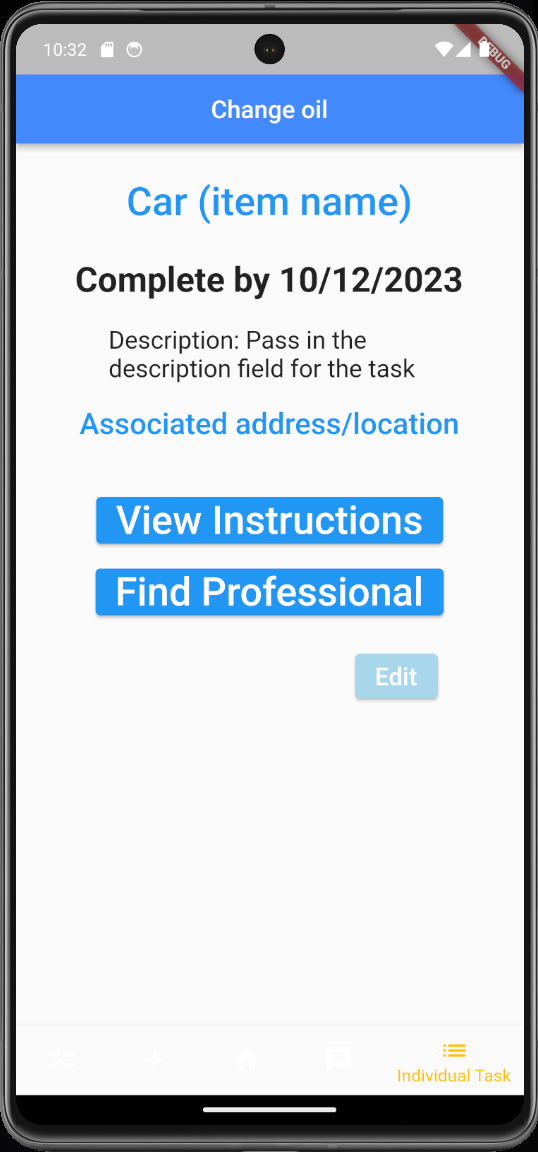 10:32
DEBUG
Change oil
Car (item name)
Complete by 10/12/2023
Description: Pass in the
description field for the task
Associated address/location
View Instructions
Find Professional
Edit
Individual Task